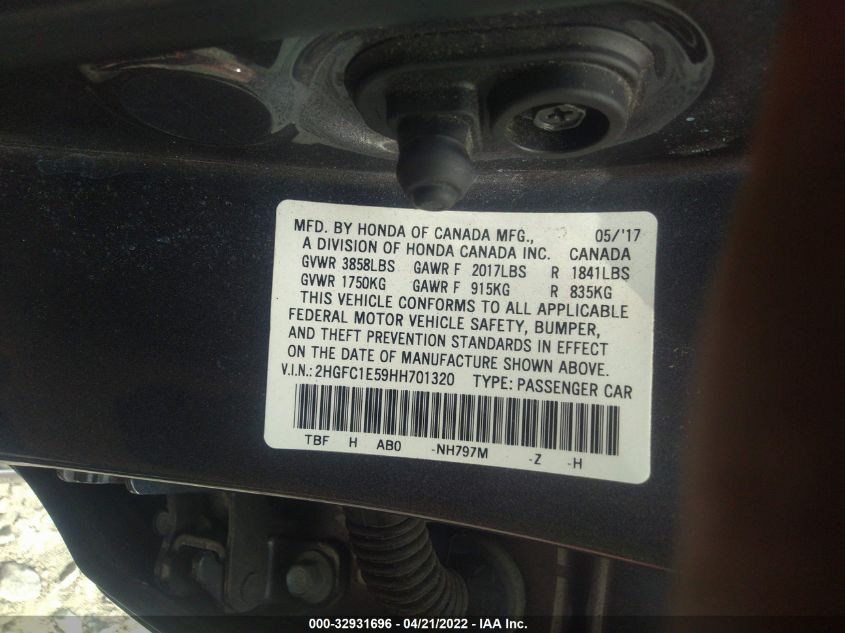 MFD. BY HONDA OF CANADA MFG., 05/'17
A DIVISION OF HONDA CANADA INC. CANADA
GVWR 3858LBS GAWR F 2017LBS R 1841LBS
GVWR 1750KG GAWR F 915KG R 835KG
THIS VEHICLE CONFORMS TO ALL APPLICABLE
FEDERAL MOTOR VEHICLE SAFETY, BUMPER,
AND THEFT PREVENTION STANDARDS IN EFFECT
ON THE DATE OF MANUFACTURE SHOWN ABOVE.
V.I.N.: 2HGFC1E59HH701320 TYPE: PASSENGER CAR
TBF H AB0 -NH797M -Z -H
000-32931696 - 04/21/2022 - IAA Inc.